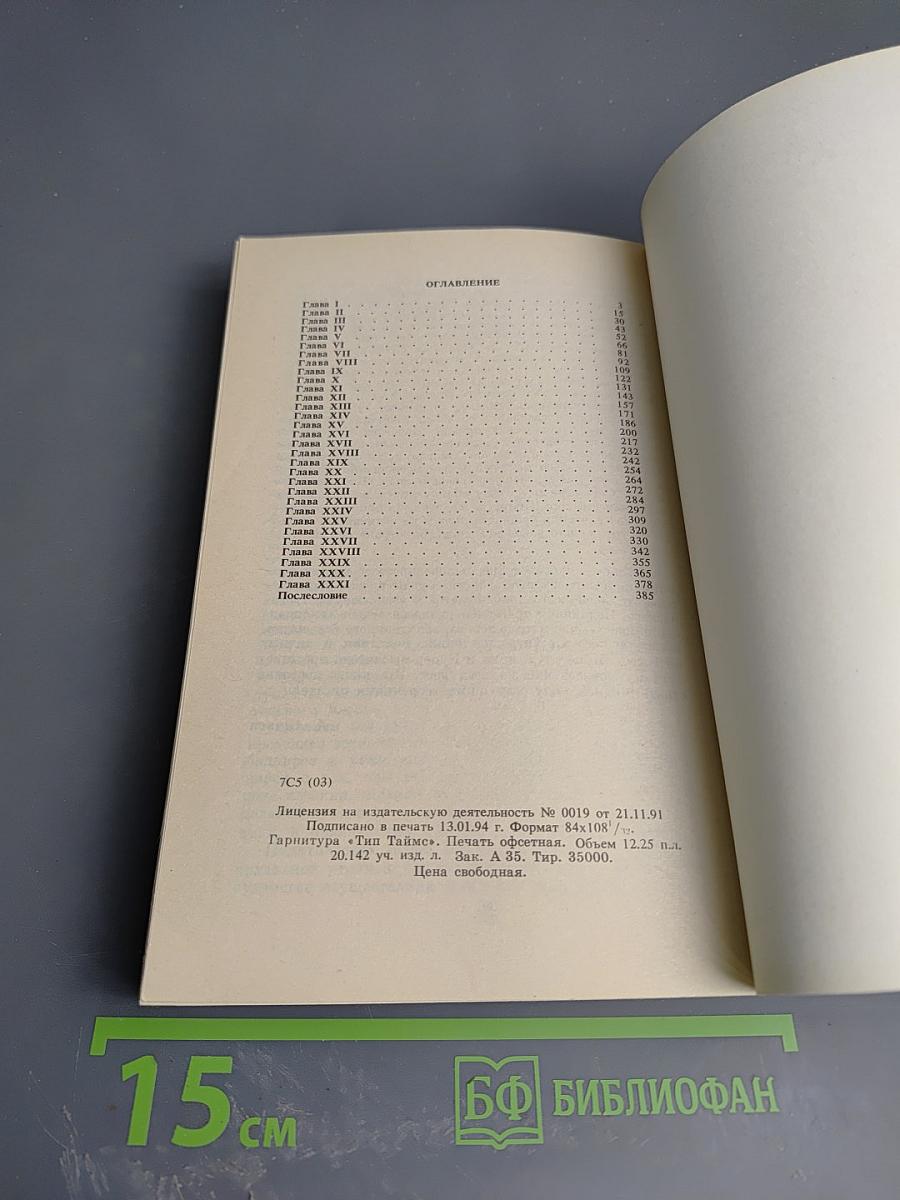 ОГЛАВЛЕНИЕ
Глава I . . . . . . . . . . . . . . . . 3
Глава II . . . . . . . . . . . . . . . . 15
Глава III . . . . . . . . . . . . . . . . 30
Глава IV . . . . . . . . . . . . . . . . 43
Глава V . . . . . . . . . . . . . . . . 52
Глава VI . . . . . . . . . . . . . . . . 66
Глава VII . . . . . . . . . . . . . . . . 81
Глава VIII . . . . . . . . . . . . . . . . 92
Глава IX . . . . . . . . . . . . . . . . 109
Глава X . . . . . . . . . . . . . . . . 122
Глава XI . . . . . . . . . . . . . . . . 131
Глава XII . . . . . . . . . . . . . . . . 143
Глава XIII . . . . . . . . . . . . . . . . 157
Глава XIV . . . . . . . . . . . . . . . . 171
Глава XV . . . . . . . . . . . . . . . . 186
Глава XVI . . . . . . . . . . . . . . . . 200
Глава XVII . . . . . . . . . . . . . . . . 217
Глава XVIII . . . . . . . . . . . . . . . . 232
Глава XIX . . . . . . . . . . . . . . . . 242
Глава XX . . . . . . . . . . . . . . . . 254
Глава XXI . . . . . . . . . . . . . . . . 264
Глава XXII . . . . . . . . . . . . . . . . 272
Глава XXIII . . . . . . . . . . . . . . . . 284
Глава XXIV . . . . . . . . . . . . . . . . 297
Глава XXV . . . . . . . . . . . . . . . . 309
Глава XXVI . . . . . . . . . . . . . . . . 320
Глава XXVII . . . . . . . . . . . . . . . . 330
Глава XXVIII . . . . . . . . . . . . . . . . 342
Глава XXIX . . . . . . . . . . . . . . . . 355
Глава XXX . . . . . . . . . . . . . . . . 365
Глава XXXI . . . . . . . . . . . . . . . . 378
Послесловие . . . . . . . . . . . . . . . . 385
7С5 (03)
Лицензия на издательскую деятельность № 0019 от 21.11.91
Подписано в печать 13.01.94 г. Формат 84х108¹/₃₂.
Гарнитура «Тип Таймс». Печать офсетная. Объем 12.25 п.л.
20.142 уч. изд. л. Зак. А 35. Тир. 35000.
Цена свободная.
15 см
БФ БИБЛИОФАН